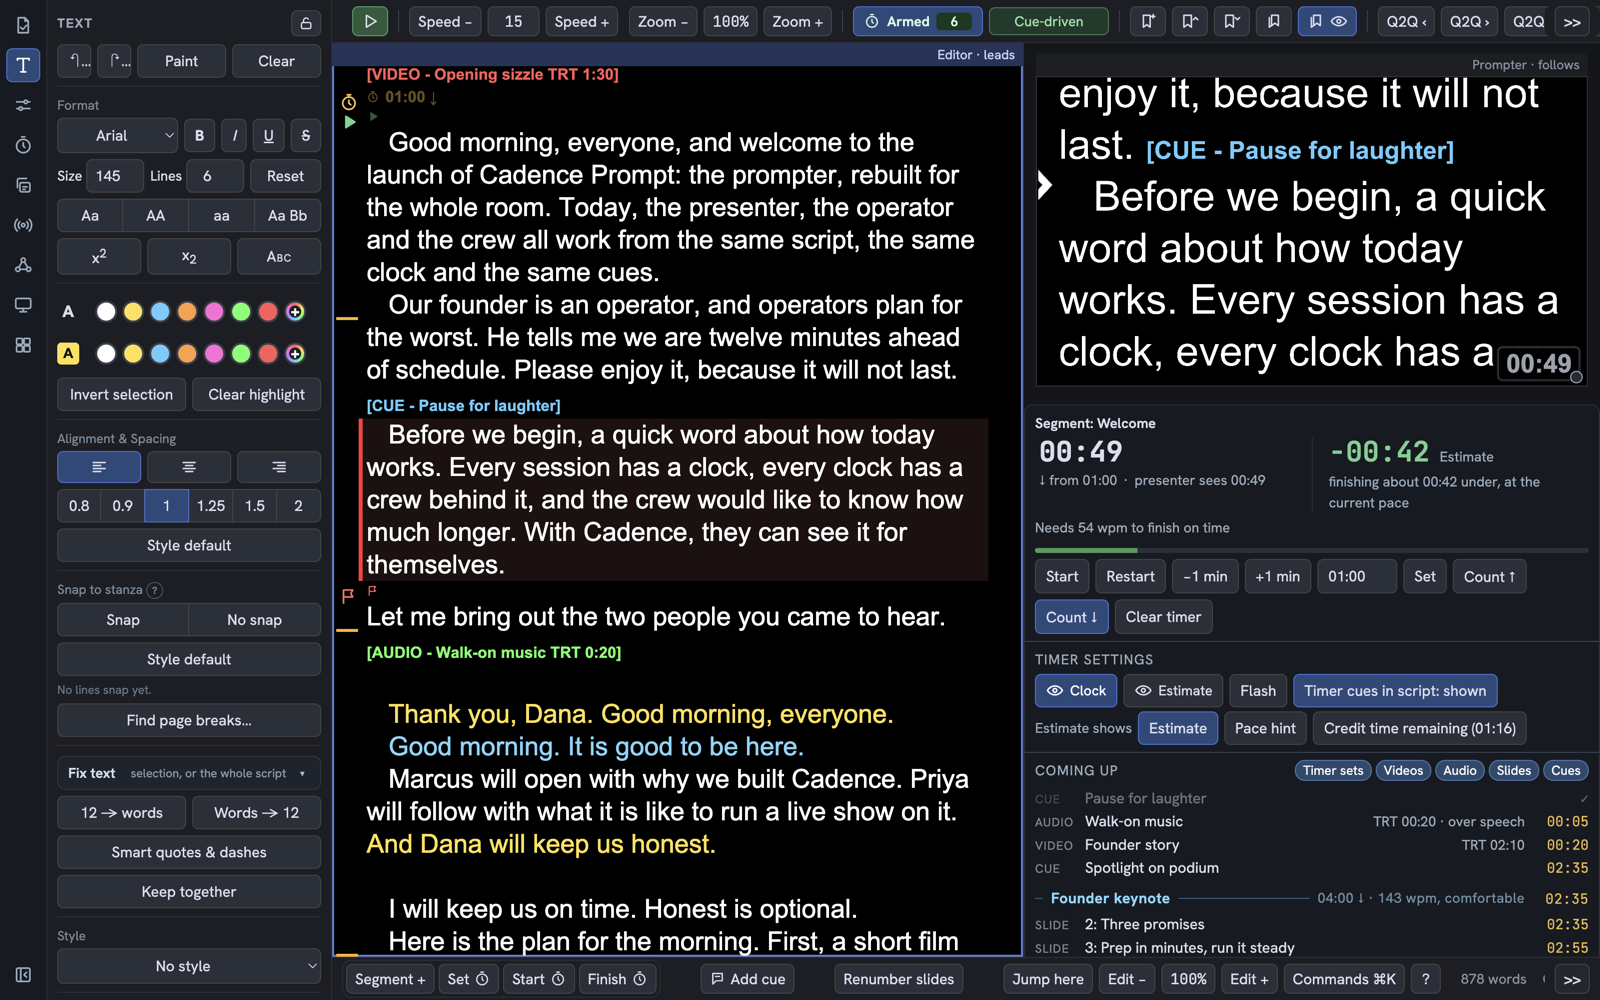 TEXT
Paint
Clear
Format
Arial
B
I
U
S
Size 145 Lines 6 Reset
Aa AA aa Aa Bb
x2 x2 ABC
A
A
Invert selection
Clear highlight
Alignment & Spacing
0.8 0.9 1 1.25 1.5 2
Style default
Snap to stanza ?
Snap
No snap
Style default
No lines snap yet.
Find page breaks...
Fix text selection, or the whole script
12 → words
Words → 12
Smart quotes & dashes
Keep together
Style
No style
Speed –
15
Speed +
Zoom –
100%
Zoom +
Armed 6
Cue-driven
Q2Q ‹
Q2Q ›
Q2Q
>>
Editor · leads
[VIDEO - Opening sizzle TRT 1:30]
01:00 ↓
Good morning, everyone, and welcome to the
launch of Cadence Prompt: the prompter, rebuilt for
the whole room. Today, the presenter, the operator
and the crew all work from the same script, the same
clock and the same cues.
Our founder is an operator, and operators plan for
the worst. He tells me we are twelve minutes ahead
of schedule. Please enjoy it, because it will not last.
[CUE - Pause for laughter]
Before we begin, a quick word about how today
works. Every session has a clock, every clock has a
crew behind it, and the crew would like to know how
much longer. With Cadence, they can see it for
themselves.
Let me bring out the two people you came to hear.
[AUDIO - Walk-on music TRT 0:20]
Thank you, Dana. Good morning, everyone.
Good morning. It is good to be here.
Marcus will open with why we built Cadence. Priya
will follow with what it is like to run a live show on it.
And Dana will keep us honest.
I will keep us on time. Honest is optional.
Here is the plan for the morning. First, a short film
Segment +
Set
Start
Finish
Add cue
Renumber slides
Jump here
Edit –
100%
Edit +
Commands ⌘K
?
878 words
>>
Prompter · follows
enjoy it, because it will not
last. [CUE - Pause for laughter]
Before we begin, a quick
word about how today
works. Every session has a
clock, every clock has a
00:49
Segment: Welcome
00:49
↓ from 01:00 · presenter sees 00:49
-00:42 Estimate
finishing about 00:42 under, at the
current pace
Needs 54 wpm to finish on time
Start
Restart
–1 min
+1 min
01:00
Set
Count ↑
Count ↓
Clear timer
TIMER SETTINGS
Clock
Estimate
Flash
Timer cues in script: shown
Estimate shows
Estimate
Pace hint
Credit time remaining (01:16)
COMING UP
Timer sets
Videos
Audio
Slides
Cues
CUE Pause for laughter ✓
AUDIO Walk-on music TRT 00:20 · over speech 00:05
VIDEO Founder story TRT 02:10 00:20
CUE Spotlight on podium 02:35
Founder keynote 04:00 ↓ · 143 wpm, comfortable 02:35
SLIDE 2: Three promises 02:35
SLIDE 3: Prep in minutes, run it steady 02:55